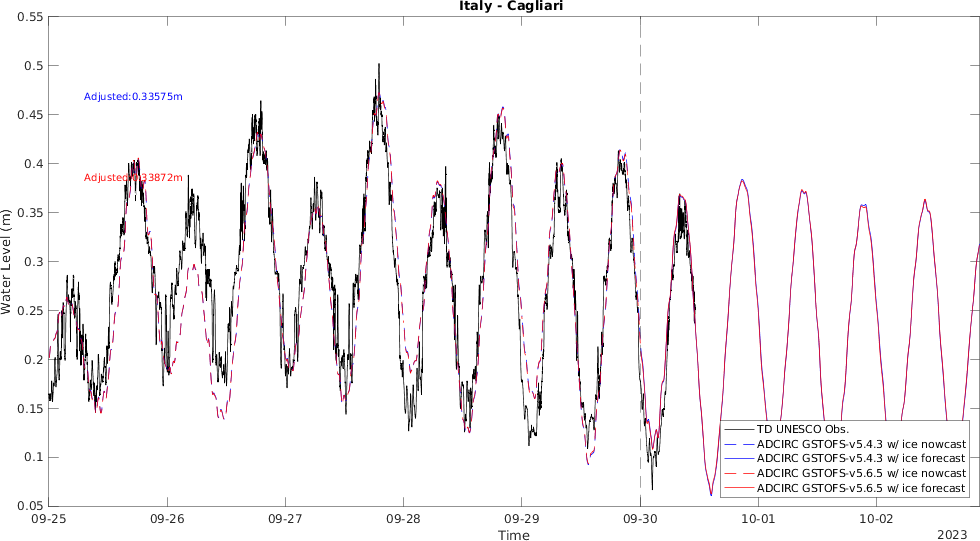 Italy - Cagliari
0.55
0.5
0.45
0.4
0.35
0.3
0.25
0.2
0.15
0.1
0.05
Water Level (m)
Adjusted:0.33575m
Adjusted:0.33872m
TD UNESCO Obs.
ADCIRC GSTOFS-v5.4.3 w/ ice nowcast
ADCIRC GSTOFS-v5.4.3 w/ ice forecast
ADCIRC GSTOFS-v5.6.5 w/ ice nowcast
ADCIRC GSTOFS-v5.6.5 w/ ice forecast
09-25 09-26 09-27 09-28 09-29 09-30 10-01 10-02
Time
2023